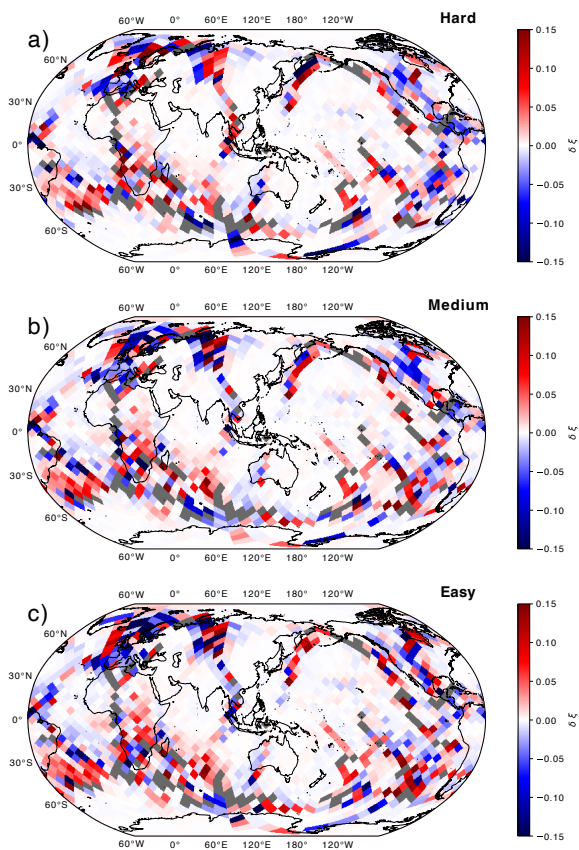 60°W 0° 60°E 120°E 180° 120°W Hard
a)
60°N
30°N
0°
30°S
60°S
60°W 0° 60°E 120°E 180° 120°W
0.15
0.10
0.05
0.00
−0.05
−0.10
−0.15
δ ξ
60°W 0° 60°E 120°E 180° 120°W Medium
b)
60°N
30°N
0°
30°S
60°S
60°W 0° 60°E 120°E 180° 120°W
0.15
0.10
0.05
0.00
−0.05
−0.10
−0.15
δ ξ
60°W 0° 60°E 120°E 180° 120°W Easy
c)
60°N
30°N
0°
30°S
60°S
60°W 0° 60°E 120°E 180° 120°W
0.15
0.10
0.05
0.00
−0.05
−0.10
−0.15
δ ξ